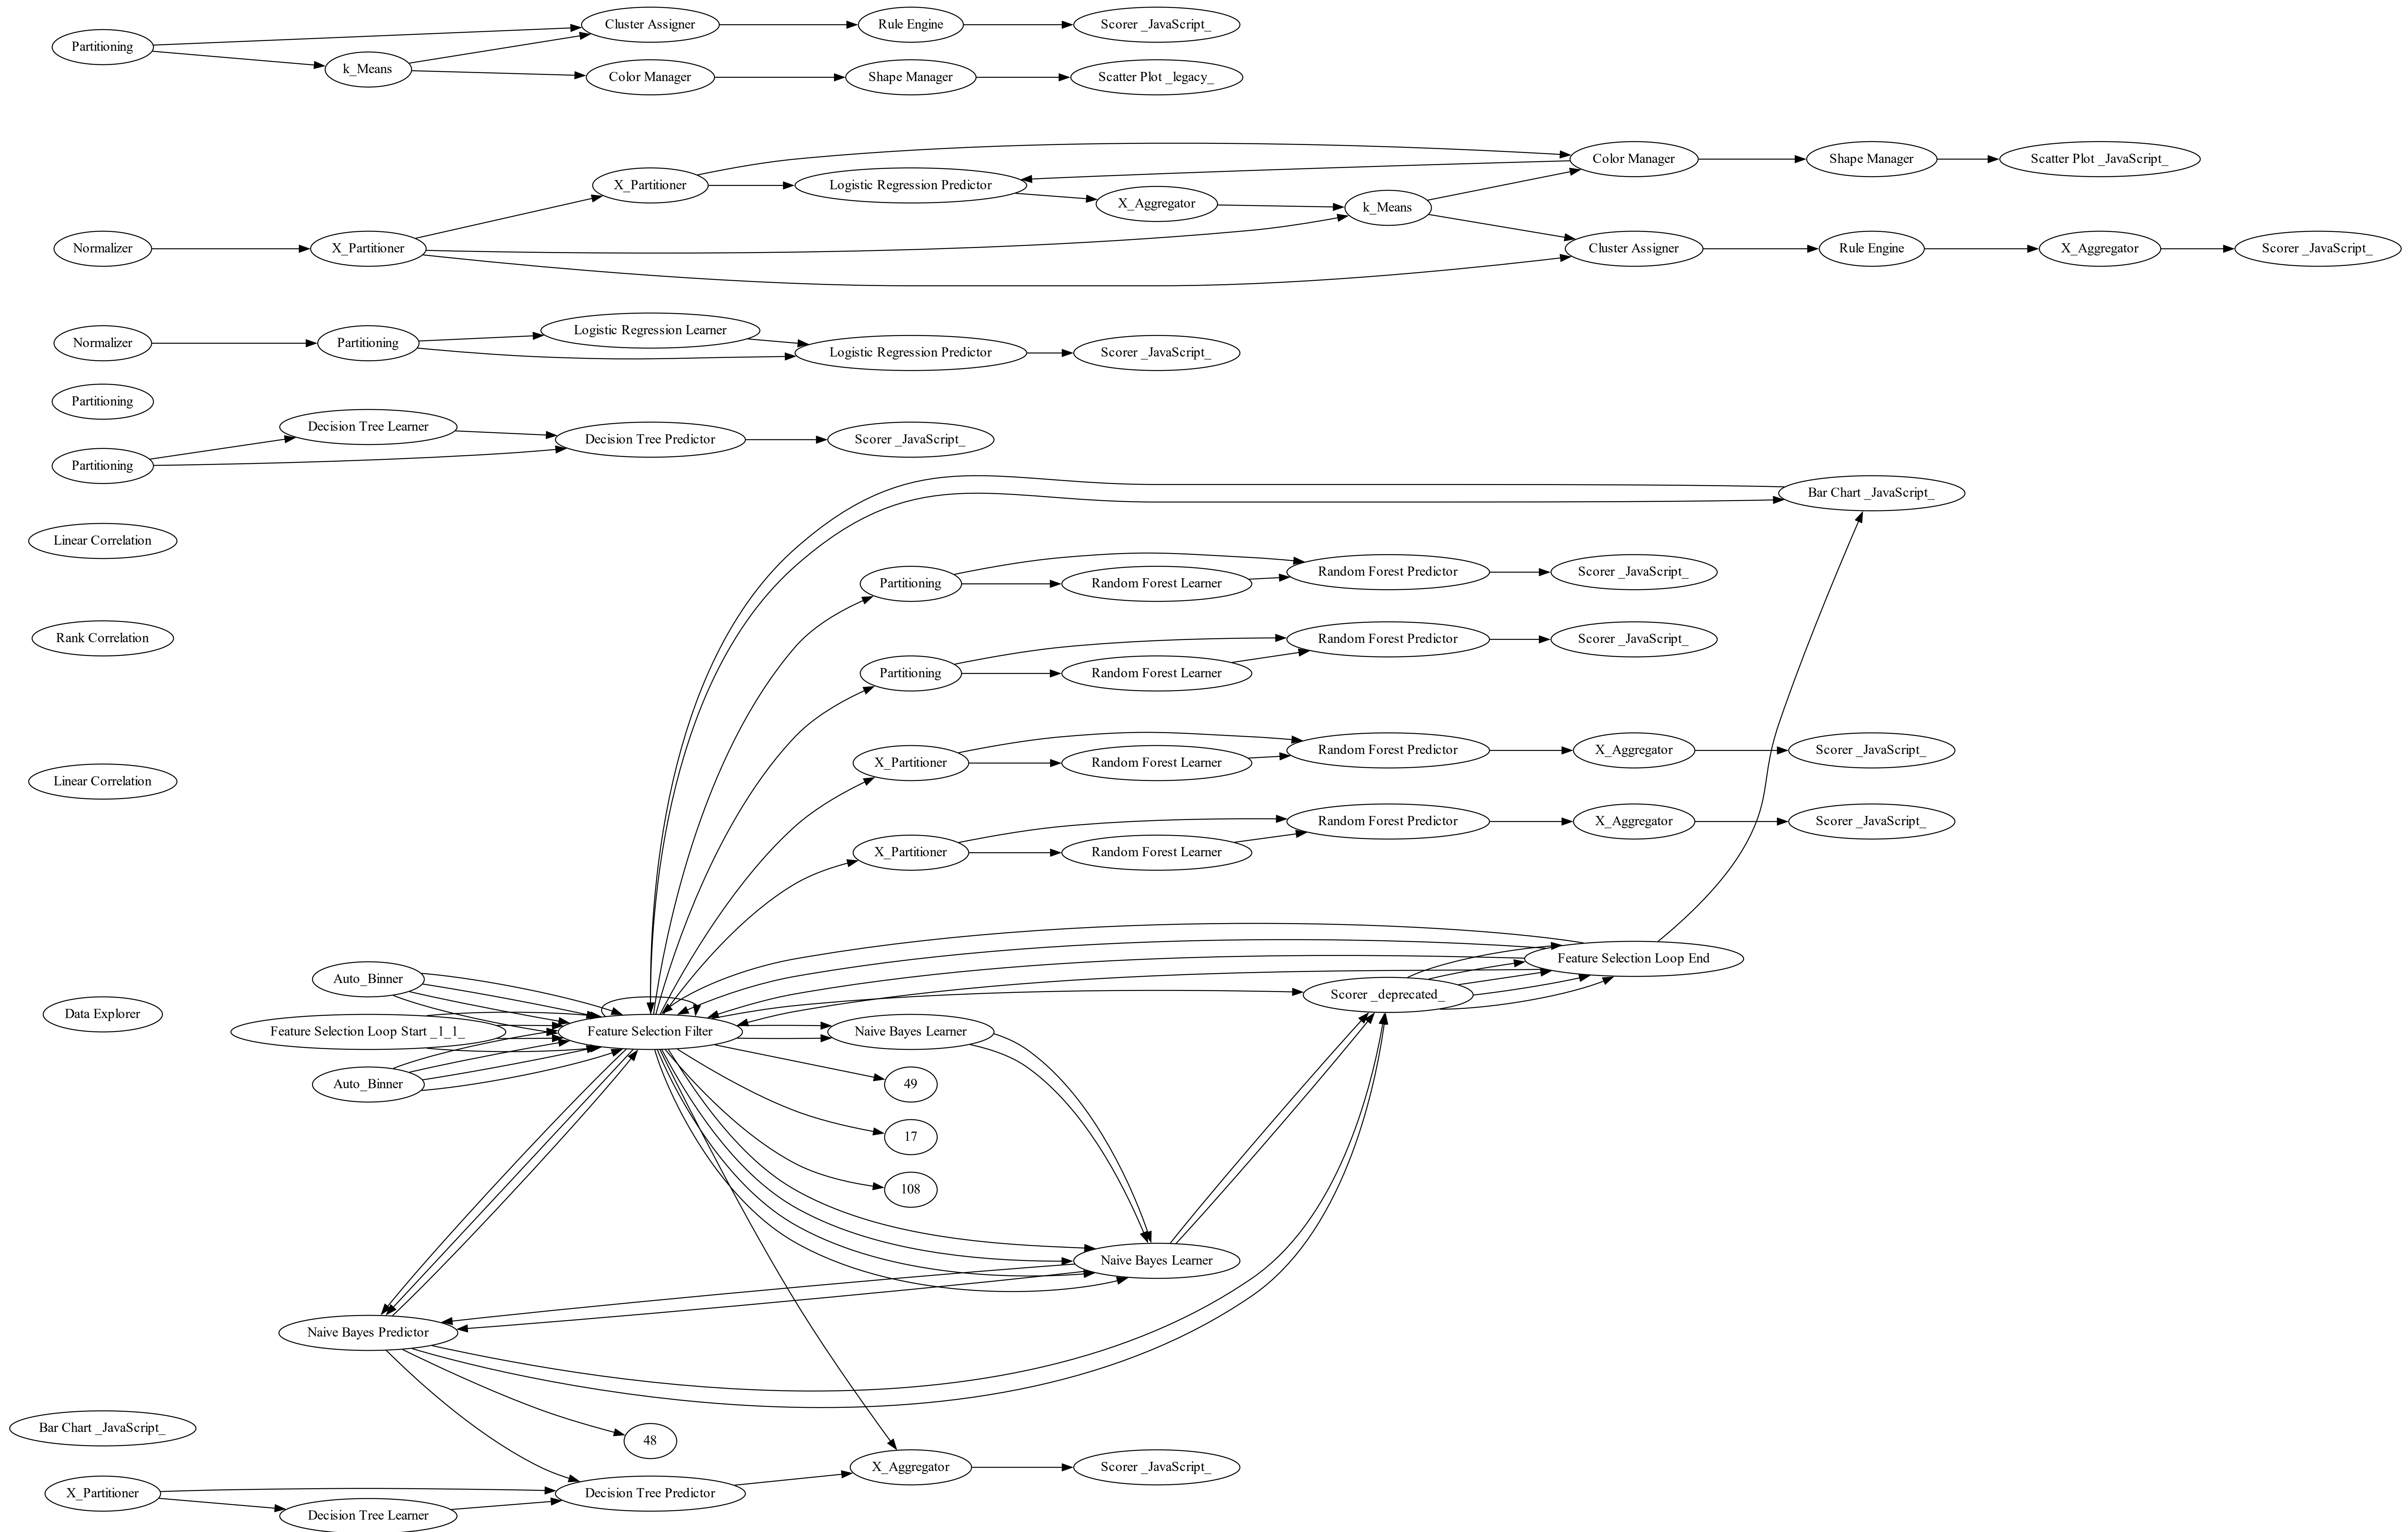 Partitioning
k_Means
Cluster Assigner
Rule Engine
Scorer _JavaScript_
Color Manager
Shape Manager
Scatter Plot _legacy_
Normalizer
X_Partitioner
X_Partitioner
Logistic Regression Predictor
X_Aggregator
k_Means
Color Manager
Shape Manager
Scatter Plot _JavaScript_
Cluster Assigner
Rule Engine
X_Aggregator
Scorer _JavaScript_
Normalizer
Partitioning
Logistic Regression Learner
Logistic Regression Predictor
Scorer _JavaScript_
Partitioning
Partitioning
Decision Tree Learner
Decision Tree Predictor
Scorer _JavaScript_
Bar Chart _JavaScript_
Linear Correlation
Partitioning
Random Forest Learner
Random Forest Predictor
Scorer _JavaScript_
Rank Correlation
Partitioning
Random Forest Learner
Random Forest Predictor
Scorer _JavaScript_
Linear Correlation
X_Partitioner
Random Forest Learner
Random Forest Predictor
X_Aggregator
Scorer _JavaScript_
X_Partitioner
Random Forest Learner
Random Forest Predictor
X_Aggregator
Scorer _JavaScript_
Feature Selection Loop End
Scorer _deprecated_
Data Explorer
Auto_Binner
Feature Selection Loop Start _1_1_
Auto_Binner
Feature Selection Filter
Naive Bayes Learner
49
17
108
Naive Bayes Learner
Naive Bayes Predictor
Bar Chart _JavaScript_
48
X_Aggregator
Scorer _JavaScript_
X_Partitioner
Decision Tree Learner
Decision Tree Predictor